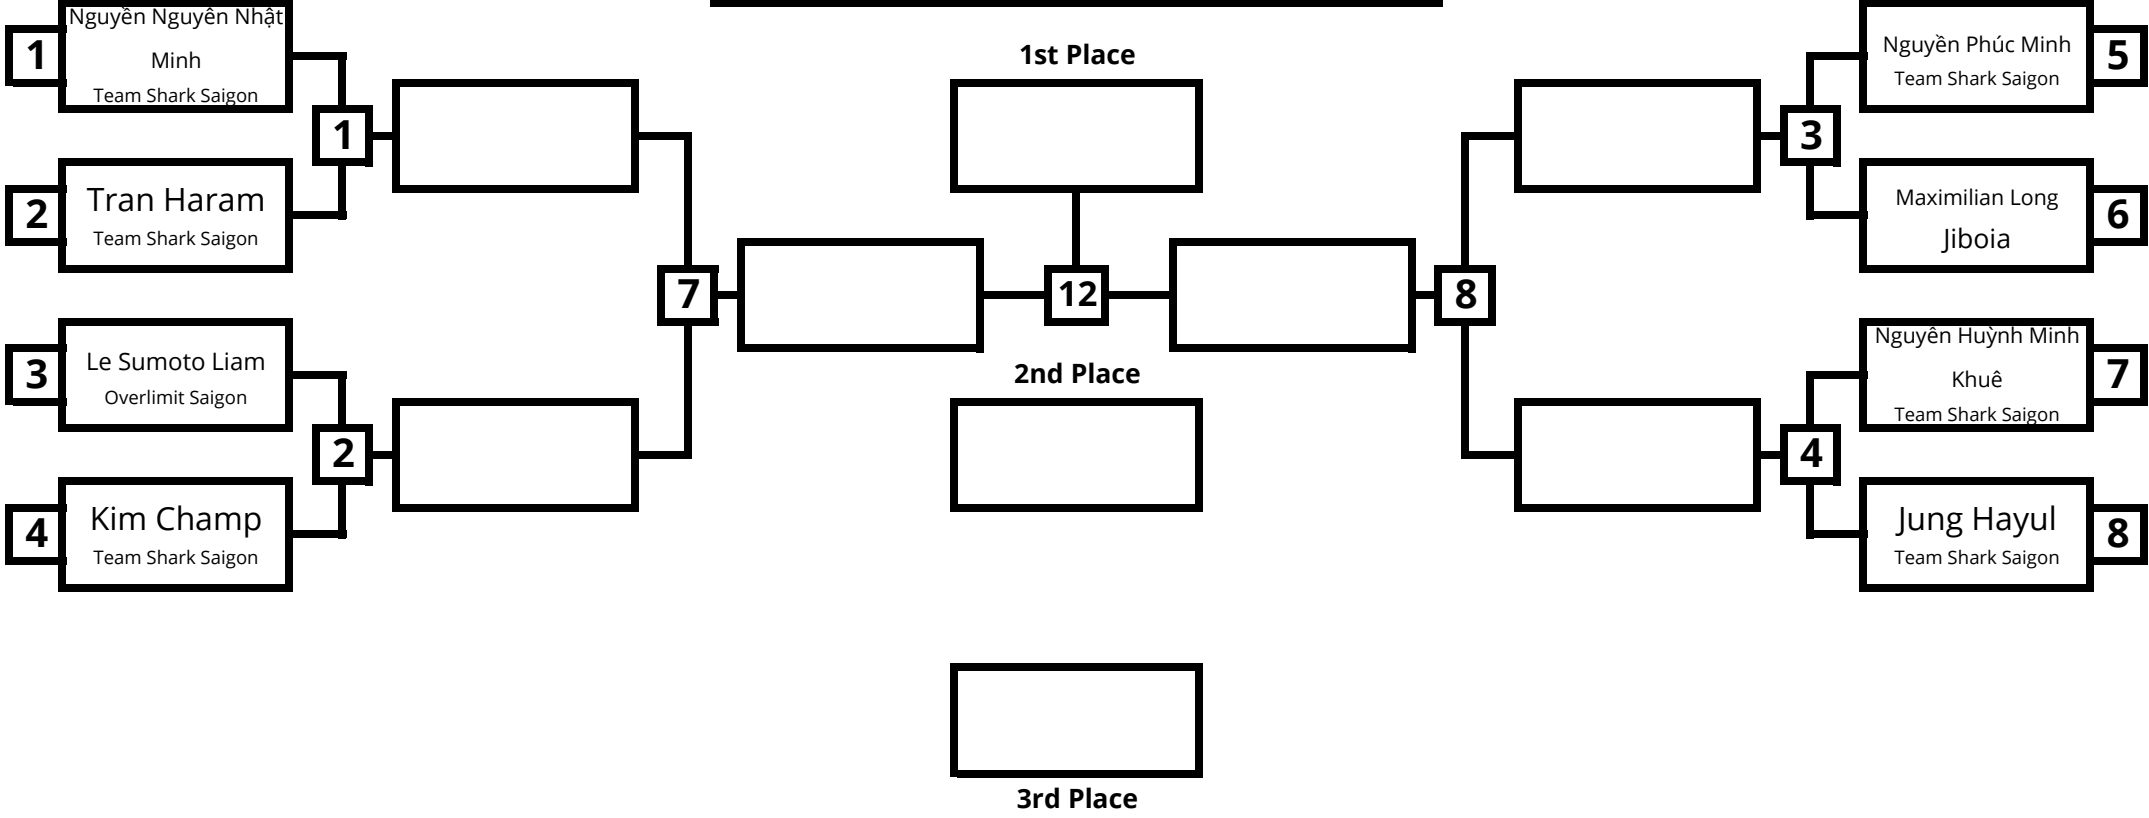 1
Nguyễn Nguyên Nhật
Minh
Team Shark Saigon
2
Tran Haram
Team Shark Saigon
1
3
Le Sumoto Liam
Overlimit Saigon
4
Kim Champ
Team Shark Saigon
2
7
1st Place
12
2nd Place
3rd Place
8
3
4
Nguyễn Phúc Minh
Team Shark Saigon
5
Maximilian Long
Jiboia
6
Nguyên Huỳnh Minh
Khuê
Team Shark Saigon
7
Jung Hayul
Team Shark Saigon
8